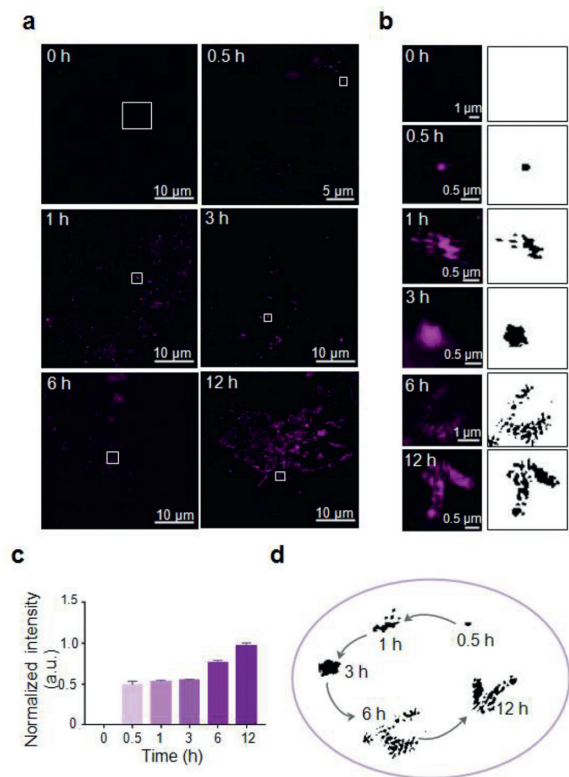 a
0 h
10 µm
0.5 h
5 µm
1 h
10 µm
3 h
10 µm
6 h
10 µm
12 h
10 µm
b
0 h
1 µm
0.5 h
0.5 µm
1 h
0.5 µm
3 h
0.5 µm
6 h
1 µm
12 h
0.5 µm
c
Normalized intensity
(a.u.)
1.5
1.0
0.5
0.0
0 0.5 1 3 6 12
Time (h)
d
0.5 h
1 h
3 h
6 h
12 h